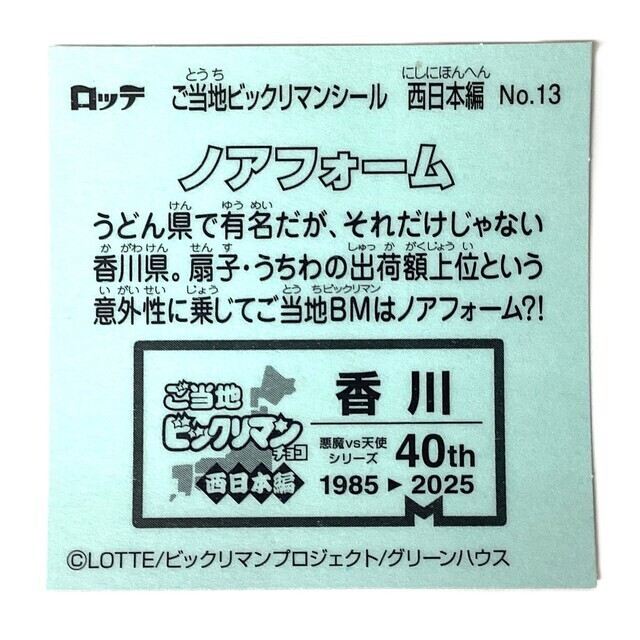 ロッテ ご当地ビックリマンシール 西日本編 No.13
とうち にしにほんへん
ノアフォーム
けん ゆうめい
うどん県で有名だが、それだけじゃない
かがわけん せんす しゅっかがくじょうい
香川県。扇子・うちわの出荷額上位という
いがいせい じょう とうちビックリマン
意外性に乗じてご当地BMはノアフォーム?!
ご当地
ビックリマン
チョコ
西日本編
香川
悪魔vs天使
シリーズ
40th
1985▶2025
©LOTTE/ビックリマンプロジェクト/グリーンハウス